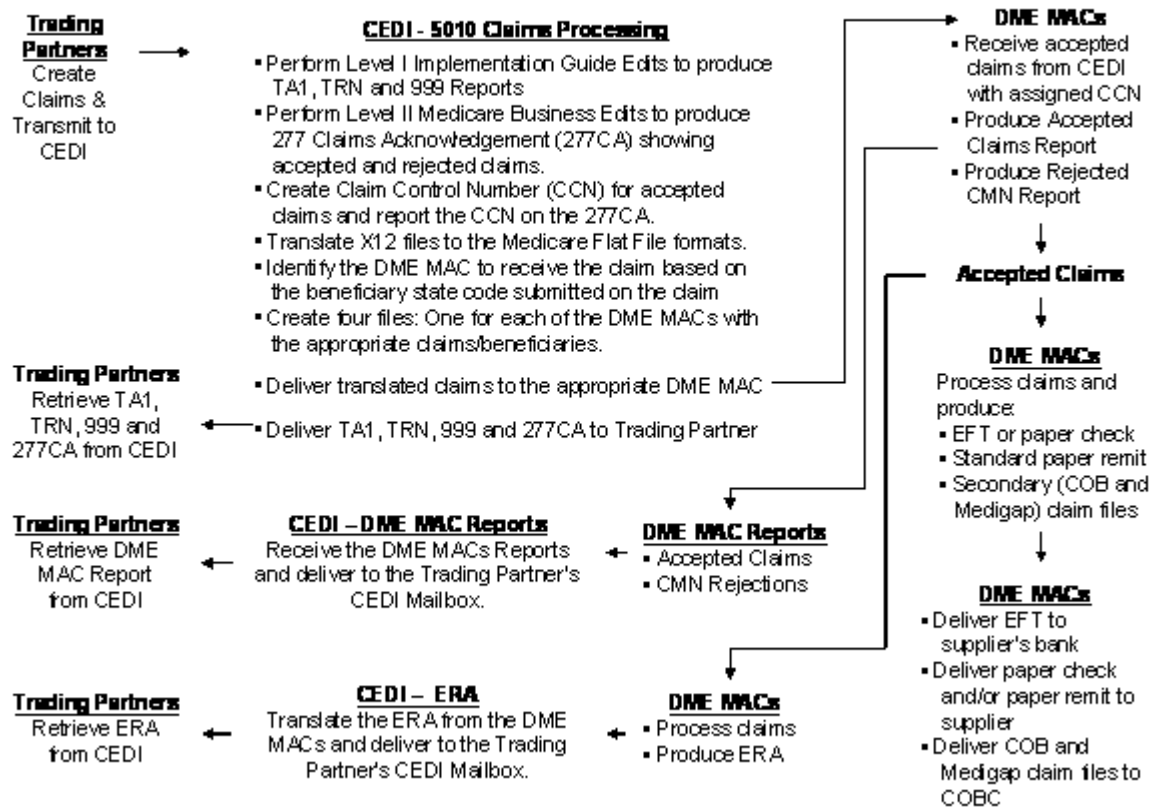 Trading
Partners
Create
Claims &
Transmit to
CEDI
CEDI - 5010 Claims Processing
▪ Perform Level I Implementation Guide Edits to produce
TA1, TRN and 999 Reports
▪ Perform Level II Medicare Business Edits to produce
277 Claims Acknowledgement (277CA) showing
accepted and rejected claims.
▪ Create Claim Control Number (CCN) for accepted
claims and report the CCN on the 277CA.
▪ Translate X12 files to the Medicare Flat File formats.
▪ Identify the DME MAC to receive the claim based on
the beneficiary state code submitted on the claim
▪ Create four files: One for each of the DME MACs with
the appropriate claims/beneficiaries.
▪ Deliver translated claims to the appropriate DME MAC
▪ Deliver TA1, TRN, 999 and 277CA to Trading Partner
DME MACs
▪ Receive accepted
claims from CEDI
with assigned CCN
▪ Produce Accepted
Claims Report
▪ Produce Rejected
CMN Report
Accepted Claims
DME MACs
Process claims and
produce:
▪ EFT or paper check
▪ Standard paper remit
▪ Secondary (COB and
Medigap) claim files
DME MACs
▪ Deliver EFT to
supplier's bank
▪ Deliver paper check
and/or paper remit to
supplier
▪ Deliver COB and
Medigap claim files to
COBC
Trading Partners
Retrieve TA1,
TRN, 999 and
277CA from CEDI
Trading Partners
Retrieve DME
MAC Report
from CEDI
CEDI – DME MAC Reports
Receive the DME MACs Reports
and deliver to the Trading Partner's
CEDI Mailbox.
DME MAC Reports
▪ Accepted Claims
▪ CMN Rejections
Trading Partners
Retrieve ERA
from CEDI
CEDI – ERA
Translate the ERA from the DME
MACs and deliver to the Trading
Partner's CEDI Mailbox.
DME MACs
▪ Process claims
▪ Produce ERA